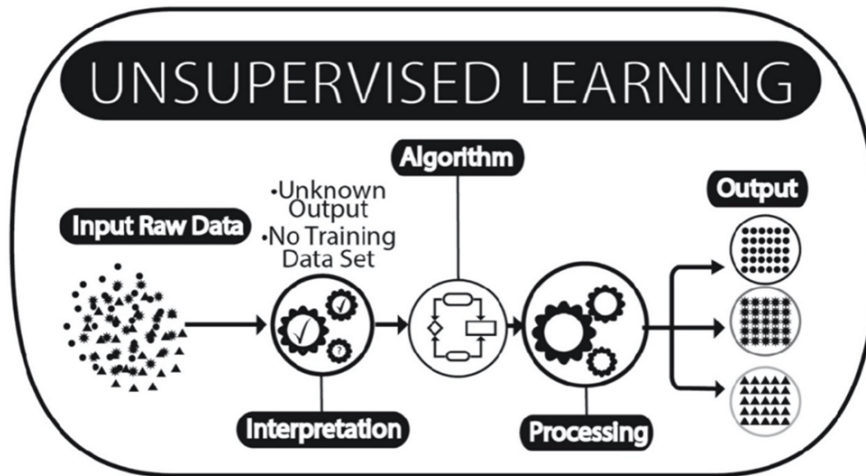 UNSUPERVISED LEARNING
Input Raw Data
•Unknown
Output
•No Training
Data Set
Interpretation
Algorithm
Processing
Output